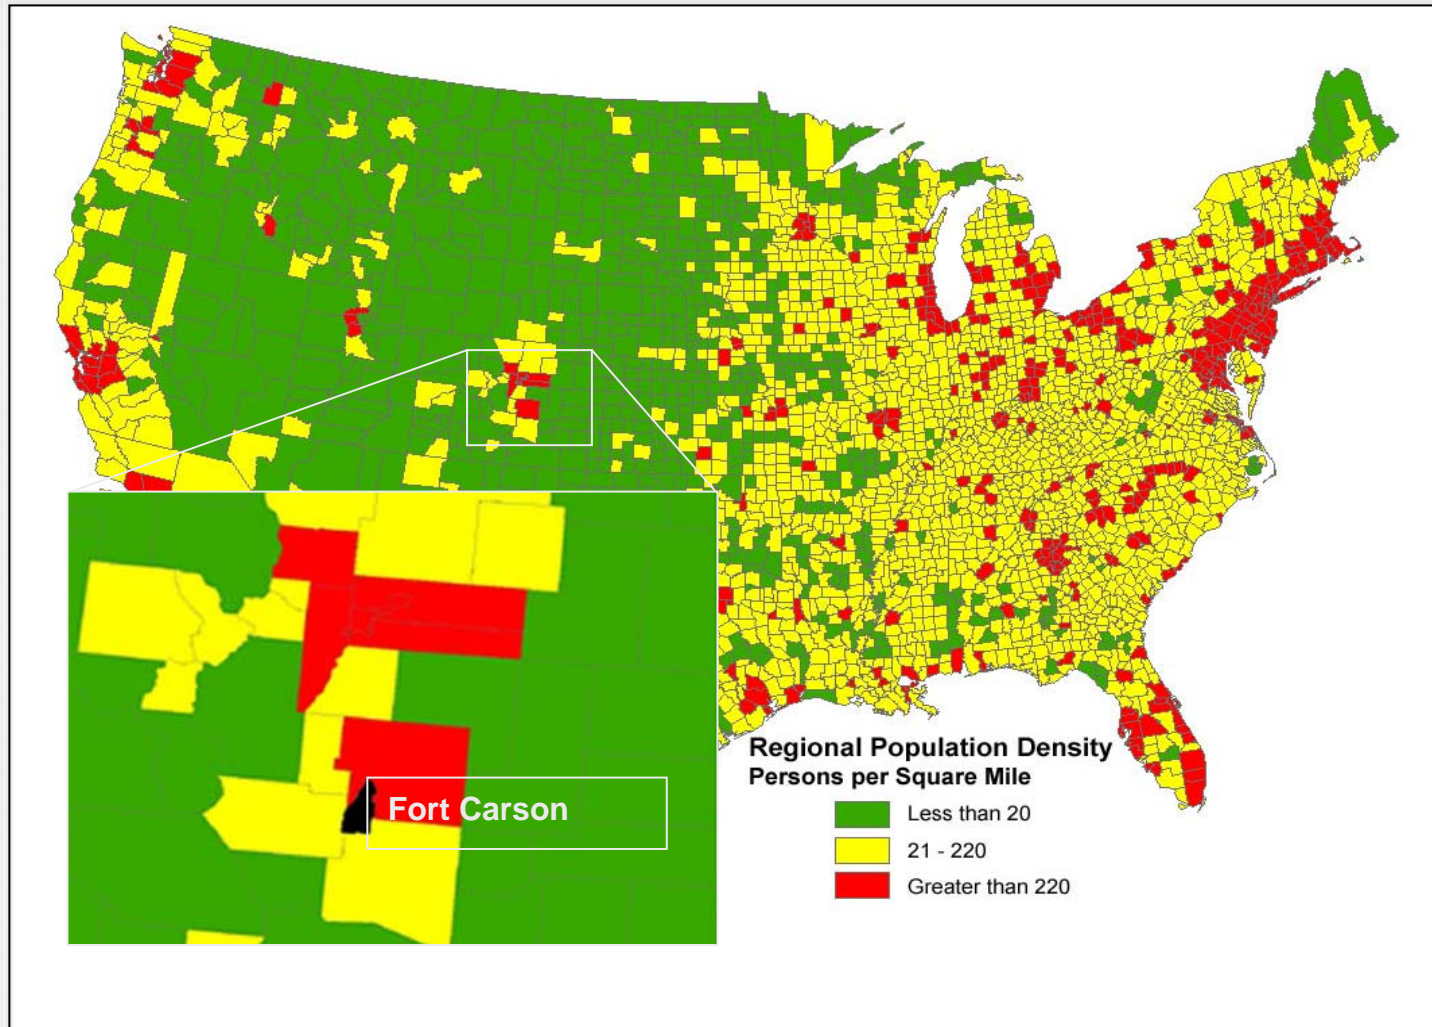 Fort Carson
Regional Population Density
Persons per Square Mile
Less than 20
21 - 220
Greater than 220